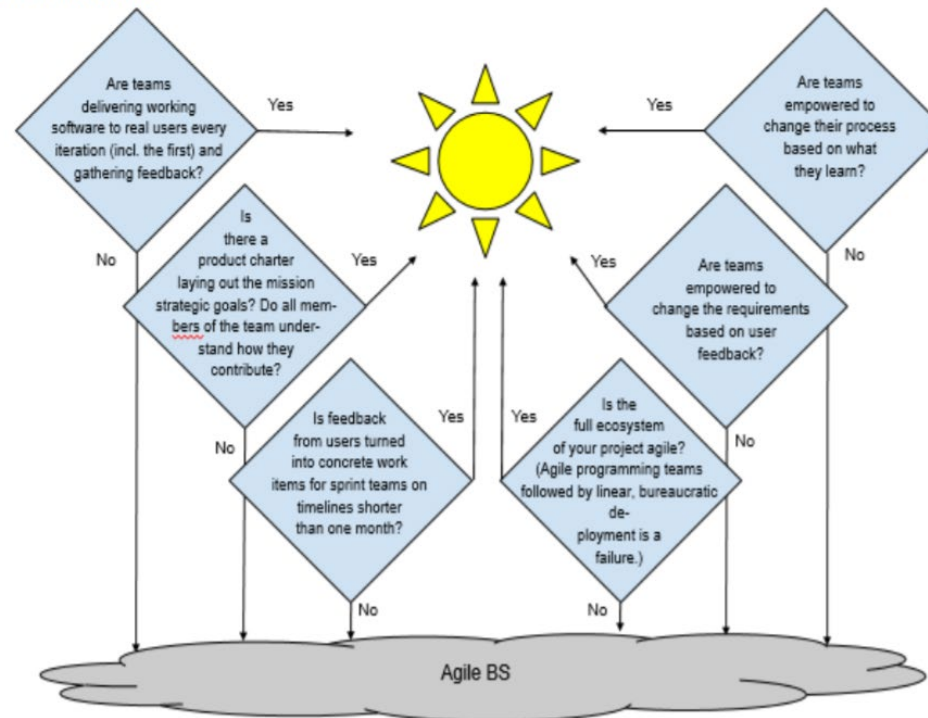 Are teams
delivering working
software to real users every
iteration (incl. the first) and
gathering feedback?
Yes
No
Is
there a
product charter
laying out the mission
strategic goals? Do all mem-
bers of the team under-
stand how they
contribute?
Yes
No
Is feedback
from users turned
into concrete work
items for sprint teams on
timelines shorter
than one month?
Yes
No
Are teams
empowered to
change their process
based on what
they learn?
Yes
No
Are teams
empowered to
change the requirements
based on user
feedback?
Yes
No
Is the
full ecosystem
of your project agile?
(Agile programming teams
followed by linear, bureaucratic
de-
ployment is a
failure.)
Yes
No
Agile BS